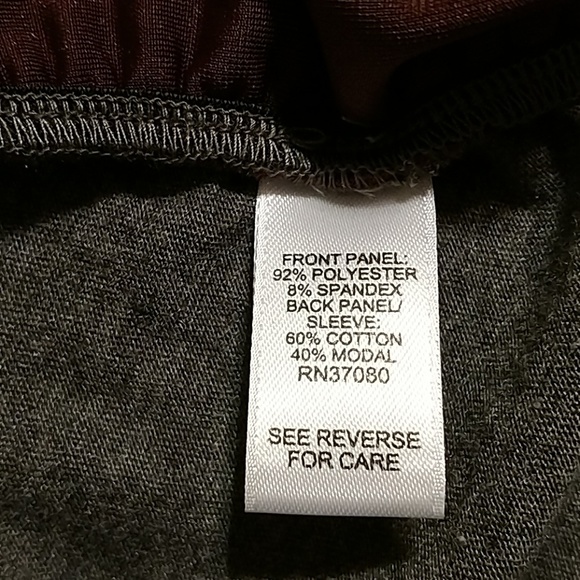 FRONT PANEL:
92% POLYESTER
8% SPANDEX
BACK PANEL/
SLEEVE:
60% COTTON
40% MODAL
RN37080
SEE REVERSE
FOR CARE